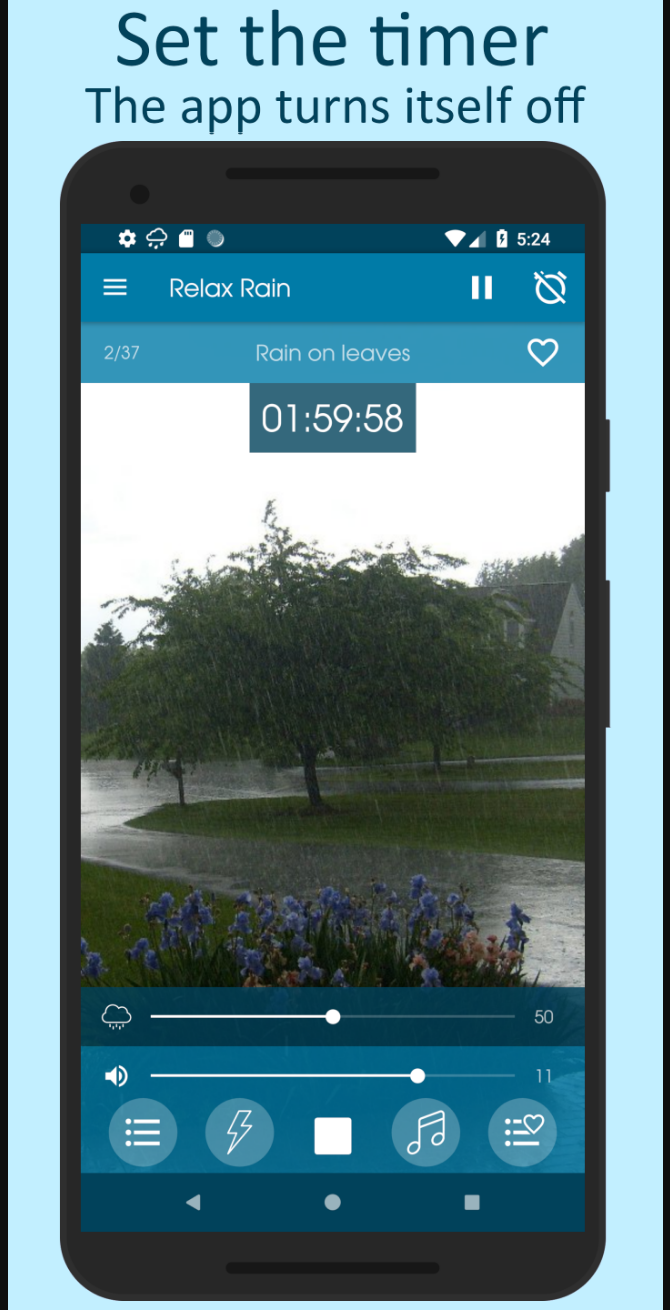 Set the timer
The app turns itself off
5:24
Relax Rain
2/37 Rain on leaves
01:59:58
50
11